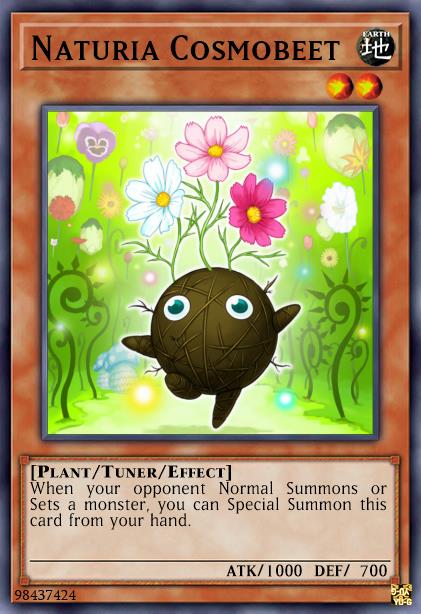 NATURIA COSMOBEET
EARTH
地
[PLANT/TUNER/EFFECT]
When your opponent Normal Summons or
Sets a monster, you can Special Summon this
card from your hand.
ATK/1000 DEF/ 700
98437424